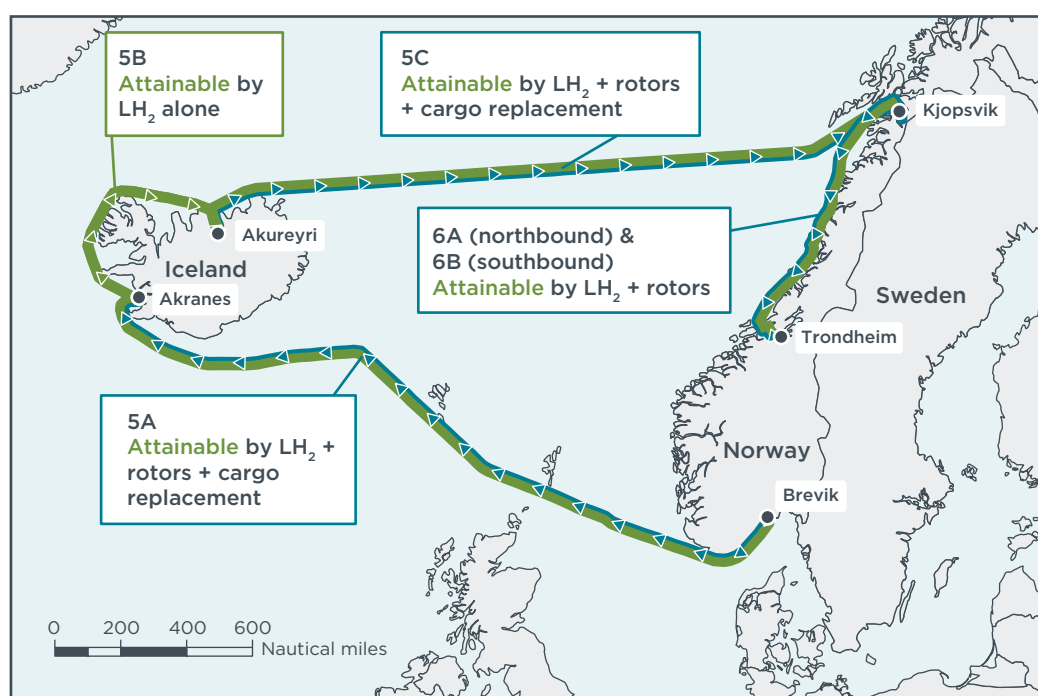 5B
Attainable by
LH₂ alone
5C
Attainable by LH₂ + rotors
+ cargo replacement
Kjopsvik
6A (northbound) &
6B (southbound)
Attainable by LH₂ + rotors
Akureyri
Iceland
Akranes
Sweden
Trondheim
5A
Attainable by LH₂ +
rotors + cargo
replacement
Norway
Brevik
0 200 400 600
Nautical miles